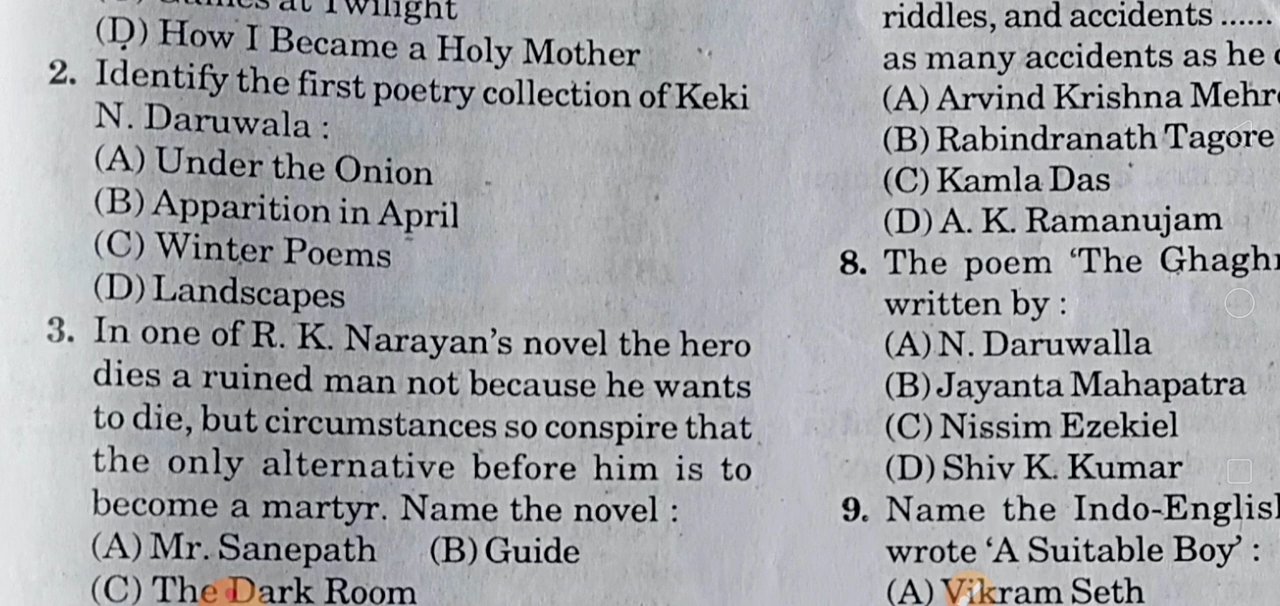 (D) How I Became a Holy Mother
2. Identify the first poetry collection of Keki
N. Daruwala :
(A) Under the Onion
(B) Apparition in April
(C) Winter Poems
(D) Landscapes
3. In one of R. K. Narayan's novel the hero
dies a ruined man not because he wants
to die, but circumstances so conspire that
the only alternative before him is to
become a martyr. Name the novel :
(A) Mr. Sanepath (B) Guide
(C) The Dark Room
riddles, and accidents ......
as many accidents as he
(A) Arvind Krishna
(B) Rabindranath Tagore
(C) Kamla Das
(D) A. K. Ramanujam
8. The poem 'The
written by :
(A) N. Daruwalla
(B) Jayanta Mahapatra
(C) Nissim Ezekiel
(D) Shiv K. Kumar
9. Name the
wrote 'A Suitable Boy' :
(A) Vikram Seth